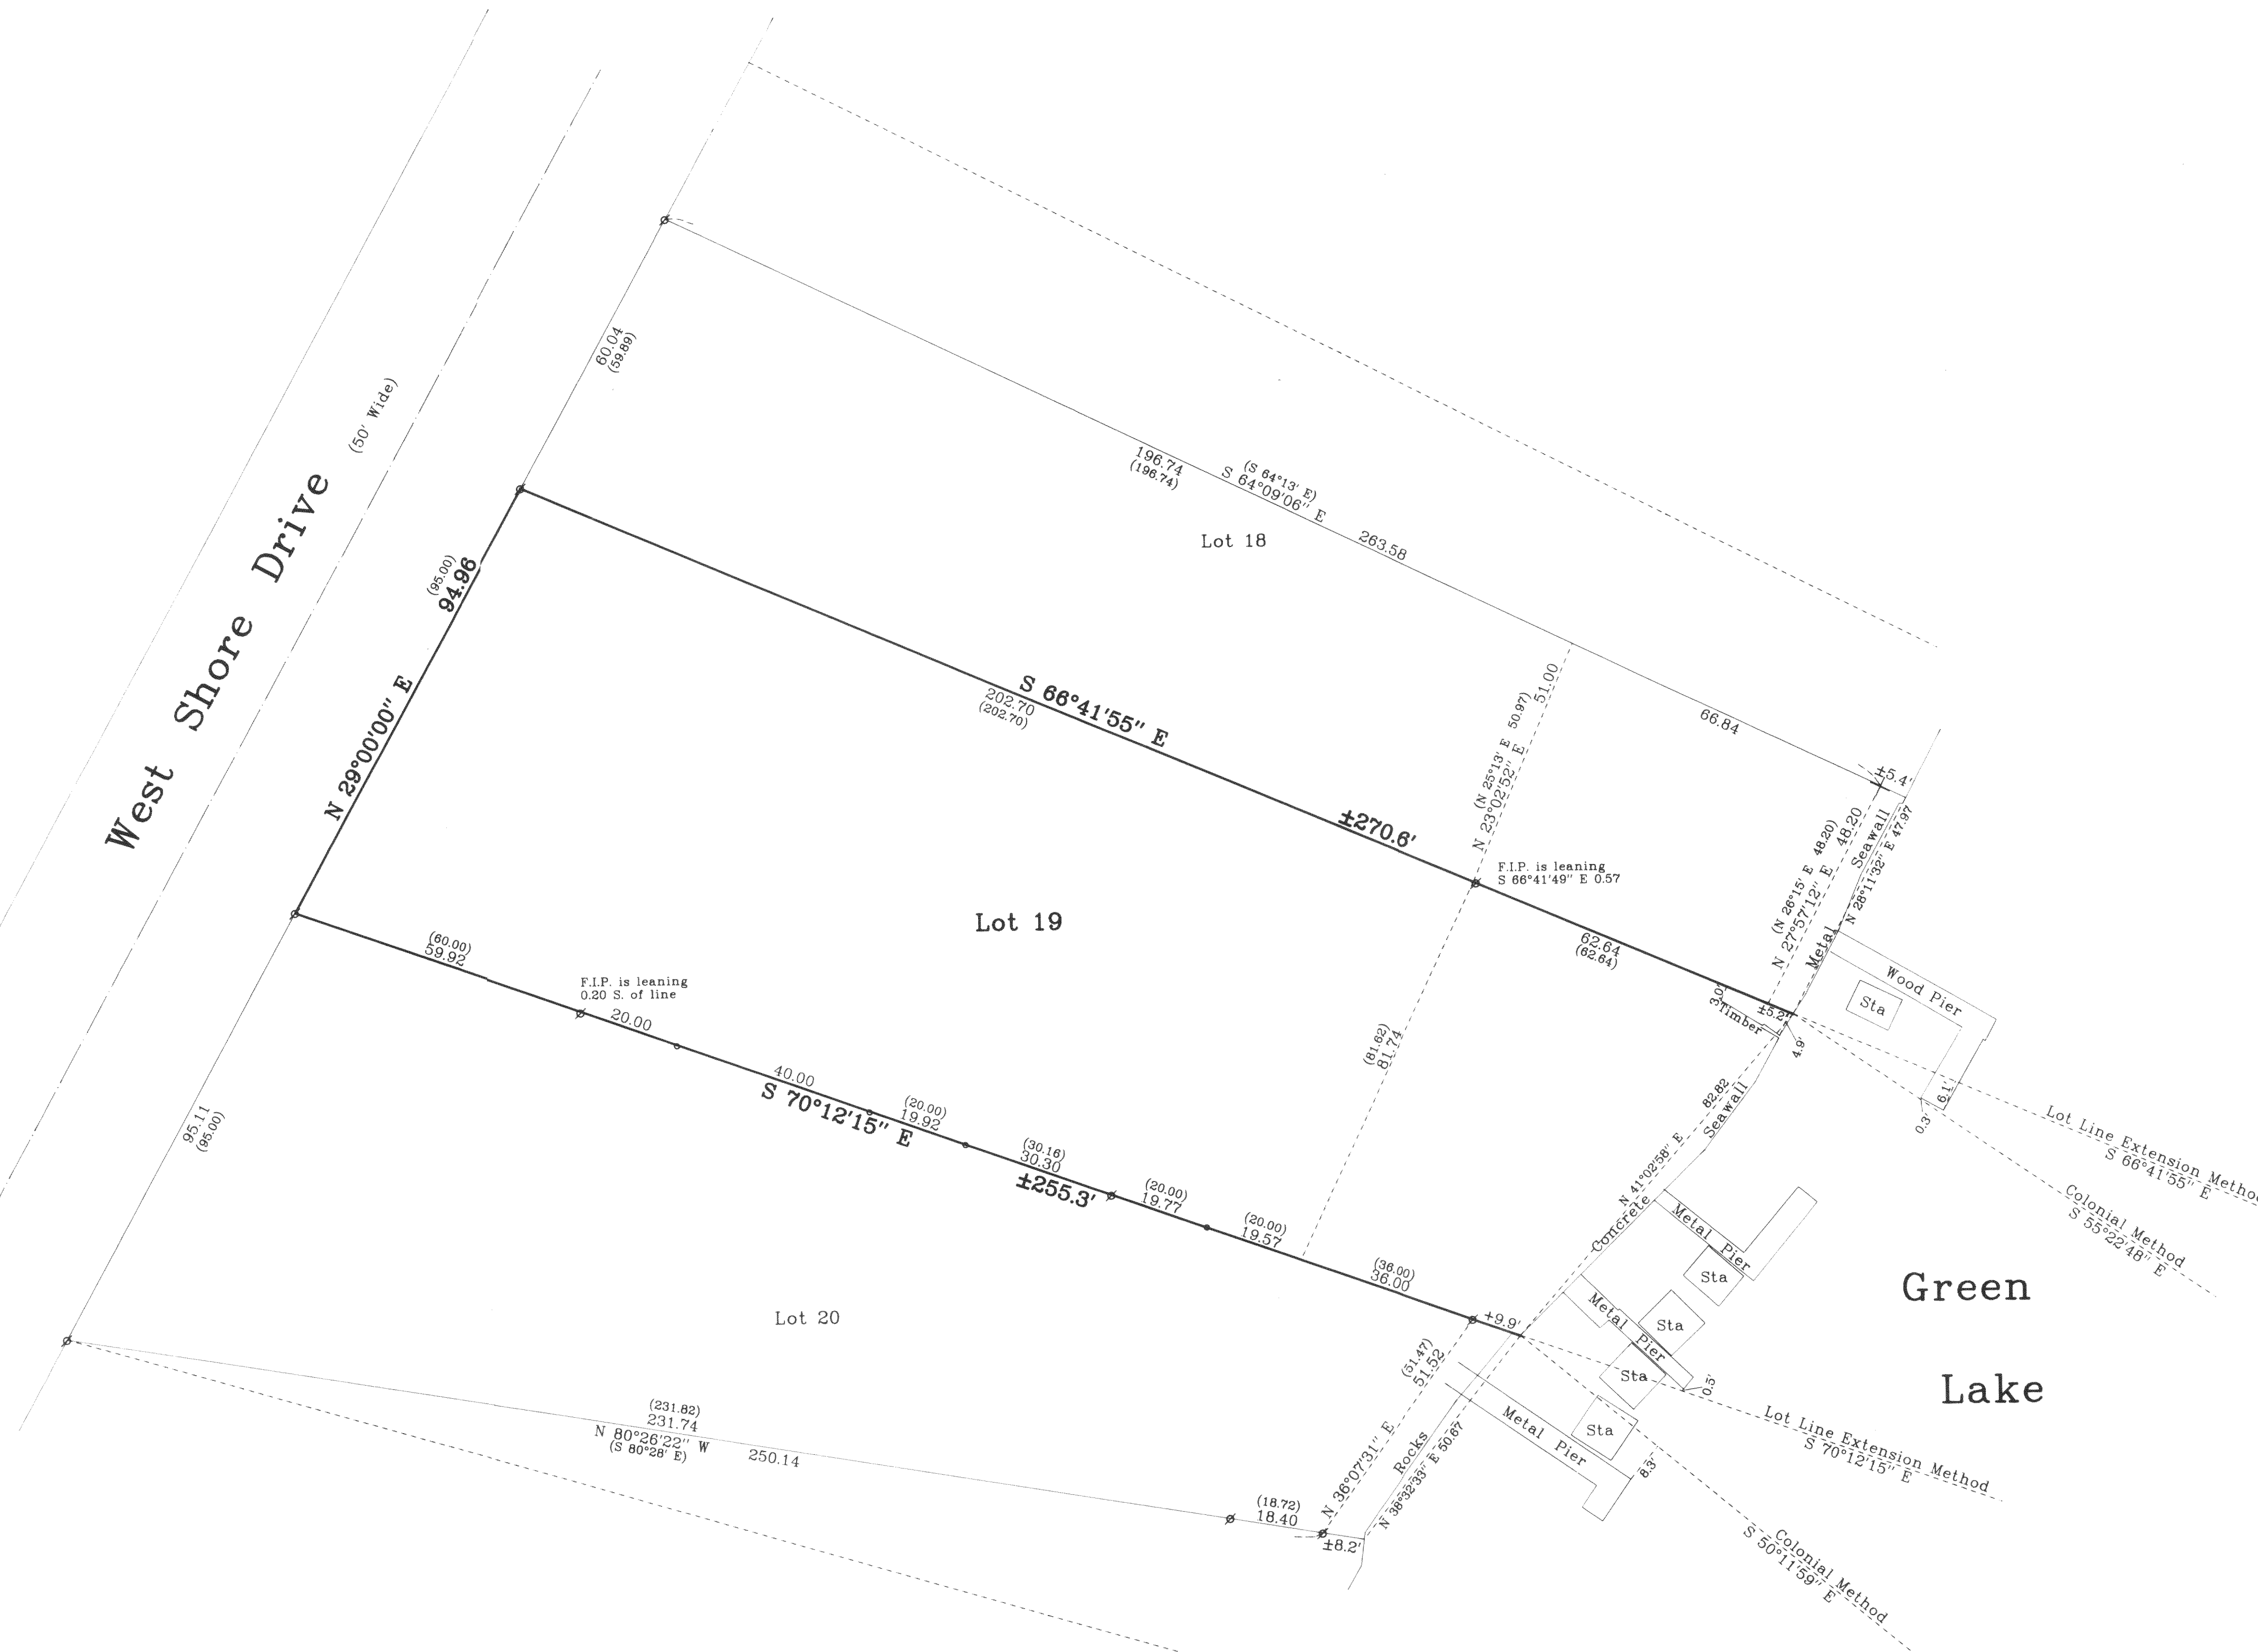 West Shore Drive (50' Wide)
60.04
(59.89)
(95.00)
94.96
N 29°00'00" E
95.11
(95.00)
196.74
(196.74)
(S 64°13' E)
S 64°09'06" E
263.58
Lot 18
66.84
±5.4'
S 66°41'55" E
202.70
(202.70)
±270.6'
(N 25°13' E 50.97)
51.00
N 23°02'52" E
F.I.P. is leaning
S 66°41'49" E 0.57
62.64
(62.64)
(N 26°15' E 48.20)
48.20
N 27°57'12" E
Metal Seawall
N 28°11'32" E 47.97
Wood Pier
Sta
6.1'
0.3'
3.0'
Timber
±5.2'
4.9'
Lot 19
(60.00)
59.92
F.I.P. is leaning
0.20 S. of line
20.00
40.00
S 70°12'15" E
(20.00)
19.92
(30.16)
30.30
±255.3'
(20.00)
19.77
(20.00)
19.57
(36.00)
36.00
±9.9'
(81.62)
81.74
82.82
N 41°02'58" E
Concrete Seawall
Metal Pier
Sta
Metal Pier
Sta
Sta
0.5'
Sta
Metal Pier
8.3'
Lot Line Extension Method
S 66°41'55" E
Colonial Method
S 55°22'48" E
Green
Lake
Lot Line Extension Method
S 70°12'15" E
Colonial Method
S 50°11'59" E
Lot 20
(51.47)
51.52
N 36°07'31" E
Rocks
N 38°32'33" E 50.67
(231.82)
231.74
N 80°26'22" W
(S 80°28' E)
250.14
(18.72)
18.40
±8.2'